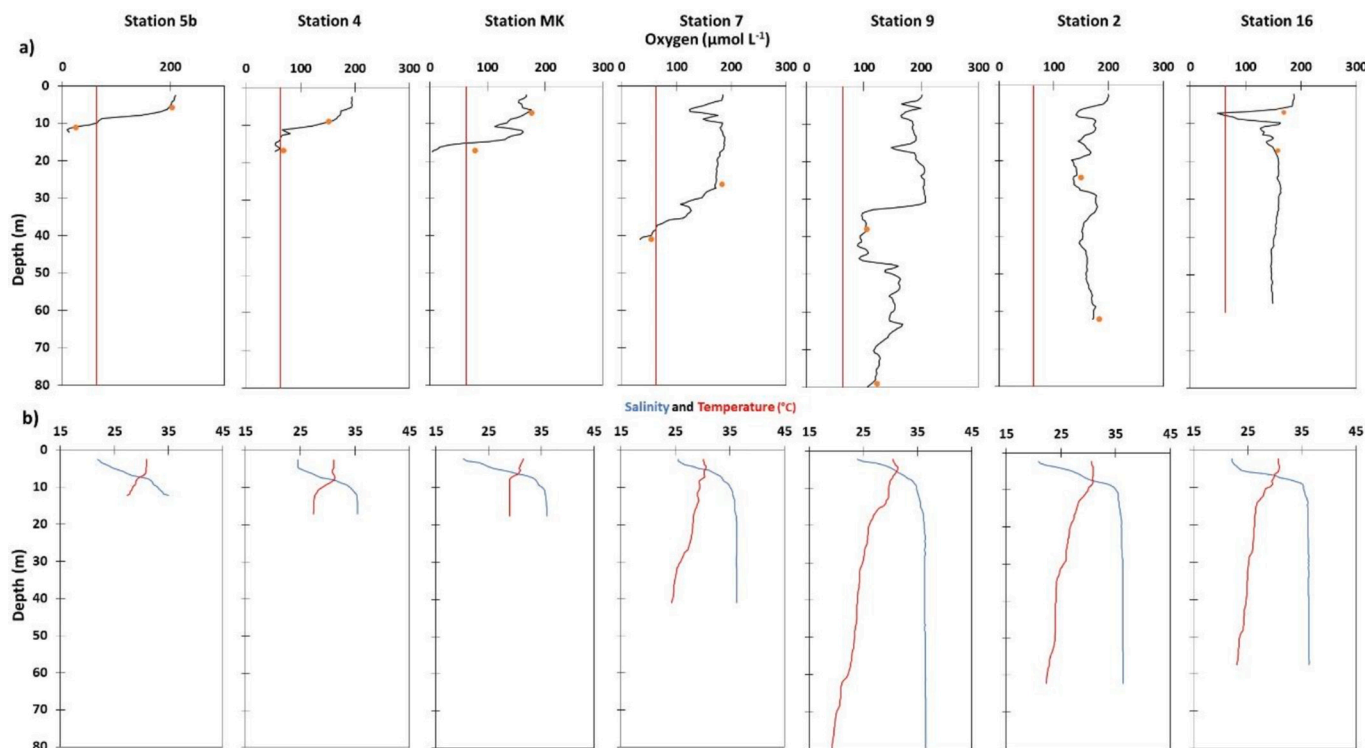 Station 5b Station 4 Station MK Station 7 Station 9 Station 2 Station 16
a) Oxygen (µmol L-1)
0 100 200 0 100 200 300 0 100 200 300 0 100 200 300 0 100 200 300 0 100 200 300 0 100 200 300
0
10
20
30
40
50
60
70
80
Depth (m)
Salinity and Temperature (°C)
b)
15 25 35 45 15 25 35 45 15 25 35 45 15 25 35 45 15 25 35 45 15 25 35 45 15 25 35 45
0
10
20
30
40
50
60
70
80
Depth (m)